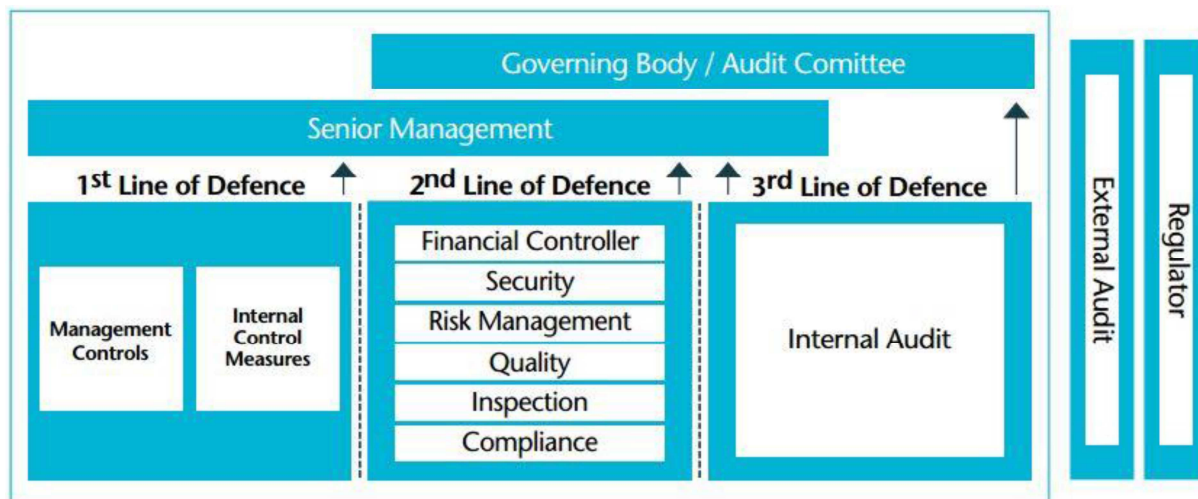 Governing Body / Audit Comittee
Senior Management
1st Line of Defence
2nd Line of Defence
3rd Line of Defence
Management
Controls
Internal
Control
Measures
Financial Controller
Security
Risk Management
Quality
Inspection
Compliance
Internal Audit
External Audit
Regulator